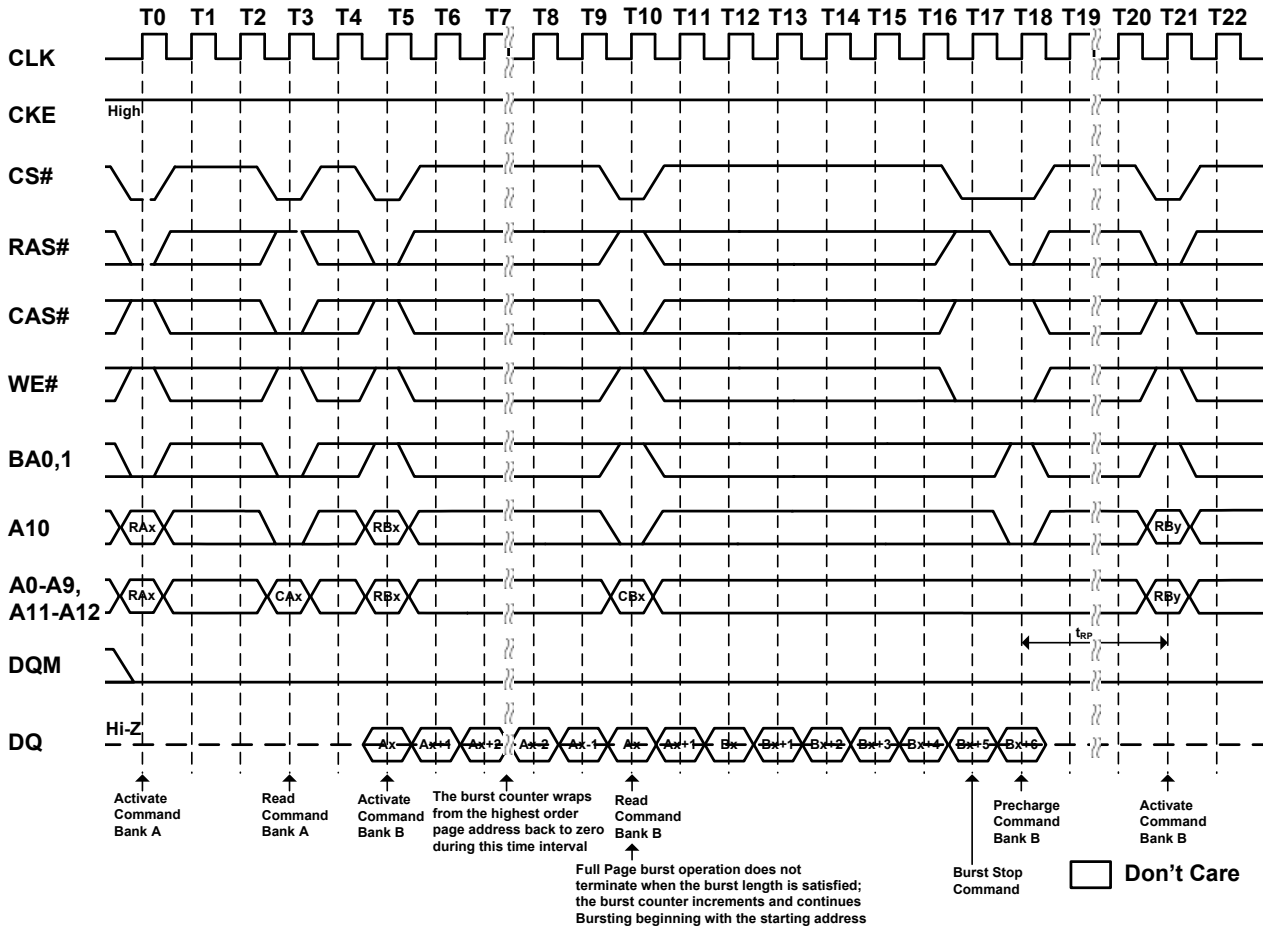 T0 T1 T2 T3 T4 T5 T6 T7 T8 T9 T10 T11 T12 T13 T14 T15 T16 T17 T18 T19 T20 T21 T22
CLK
CKE High
CS#
RAS#
CAS#
WE#
BA0,1
A10 RAx RBx RBy
A0-A9,
A11-A12 RAx CAx RBx CBx RBy
tRP
DQM
Hi-Z
DQ Ax Ax+1 Ax+2 Ax-2 Ax-1 Ax Ax+1 Bx Bx+1 Bx+2 Bx+3 Bx+4 Bx+5 Bx+6
Activate
Command
Bank A
Read
Command
Bank A
Activate
Command
Bank B
The burst counter wraps
from the highest order
page address back to zero
during this time interval
Read
Command
Bank B
Full Page burst operation does not
terminate when the burst length is satisfied;
the burst counter increments and continues
Bursting beginning with the starting address
Burst Stop
Command
Precharge
Command
Bank B
Activate
Command
Bank B
Don't Care